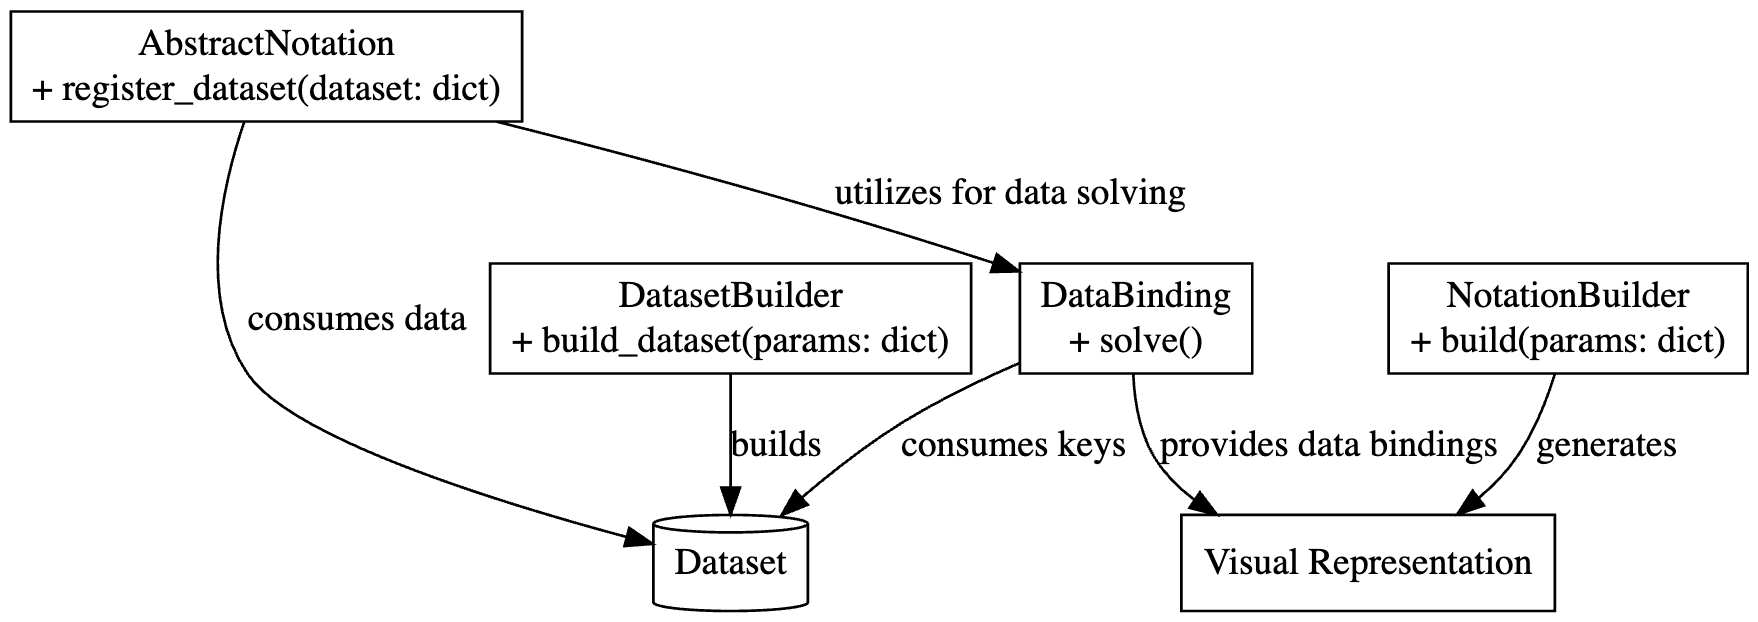 AbstractNotation
+ register_dataset(dataset: dict)
utilizes for data solving
consumes data
DatasetBuilder
+ build_dataset(params: dict)
DataBinding
+ solve()
NotationBuilder
+ build(params: dict)
builds
consumes keys
provides data bindings
generates
Dataset
Visual Representation